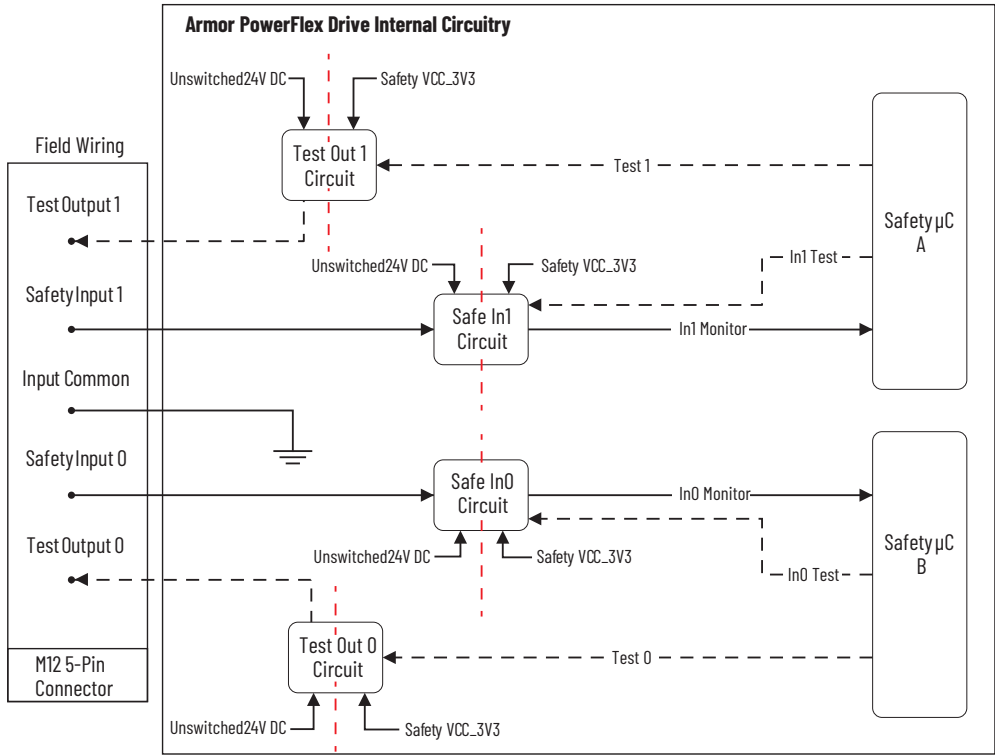 Armor PowerFlex Drive Internal Circuitry
Unswitched24V DC
Safety VCC_3V3
Field Wiring
Test Out 1
Circuit
Test 1
Test Output 1
Safety µC
A
Unswitched24V DC
Safety VCC_3V3
In1 Test
Safety Input 1
Safe In1
Circuit
In1 Monitor
Input Common
Safety Input 0
Safe In0
Circuit
In0 Monitor
Test Output 0
Unswitched24V DC
Safety VCC_3V3
Safety µC
B
In0 Test
Test Out 0
Circuit
Test 0
M12 5-Pin
Connector
Unswitched24V DC
Safety VCC_3V3